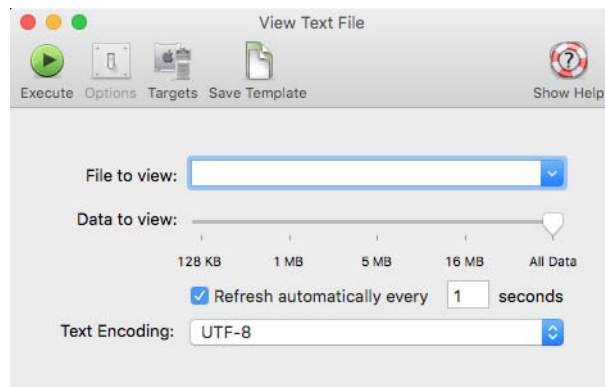 View Text File
Execute Options Targets Save Template Show Help
File to view:
Data to view:
128 KB 1 MB 5 MB 16 MB All Data
Refresh automatically every 1 seconds
Text Encoding: UTF-8